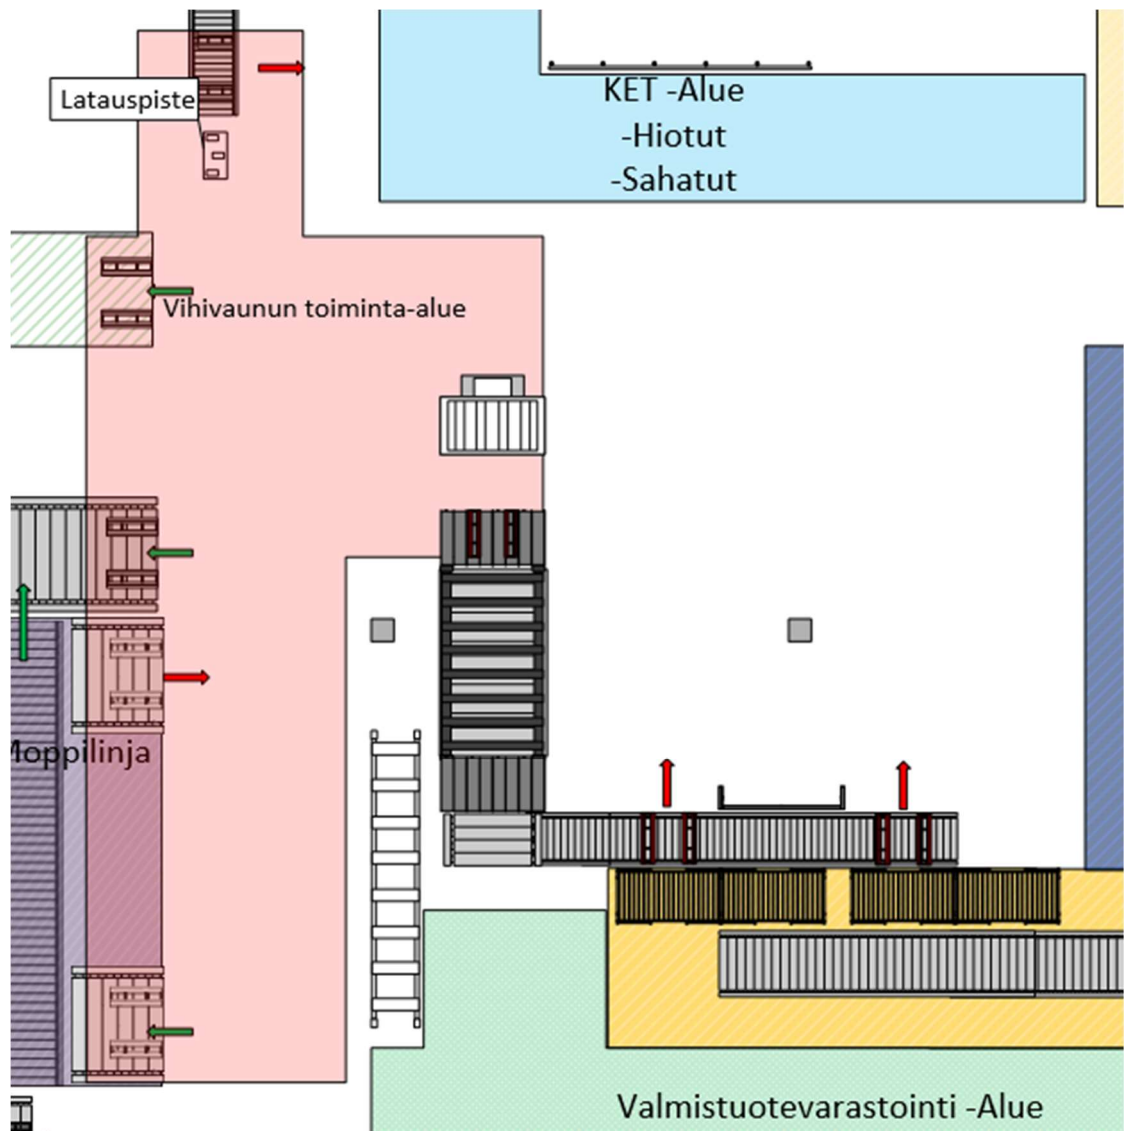 KET -Alue
-Hiotut
-Sahatut
Latauspiste
Vihivaunun toiminta-alue
Moppilinja
Valmistuotevarastointi -Alue